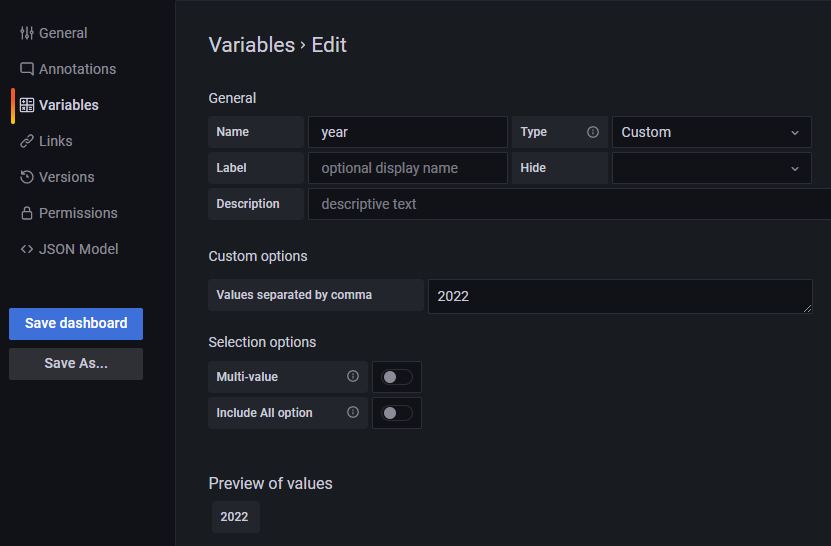 General
Annotations
Variables
Links
Versions
Permissions
JSON Model
Save dashboard
Save As...
Variables › Edit
General
Name year Type Custom
Label optional display name Hide
Description descriptive text
Custom options
Values separated by comma 2022
Selection options
Multi-value
Include All option
Preview of values
2022